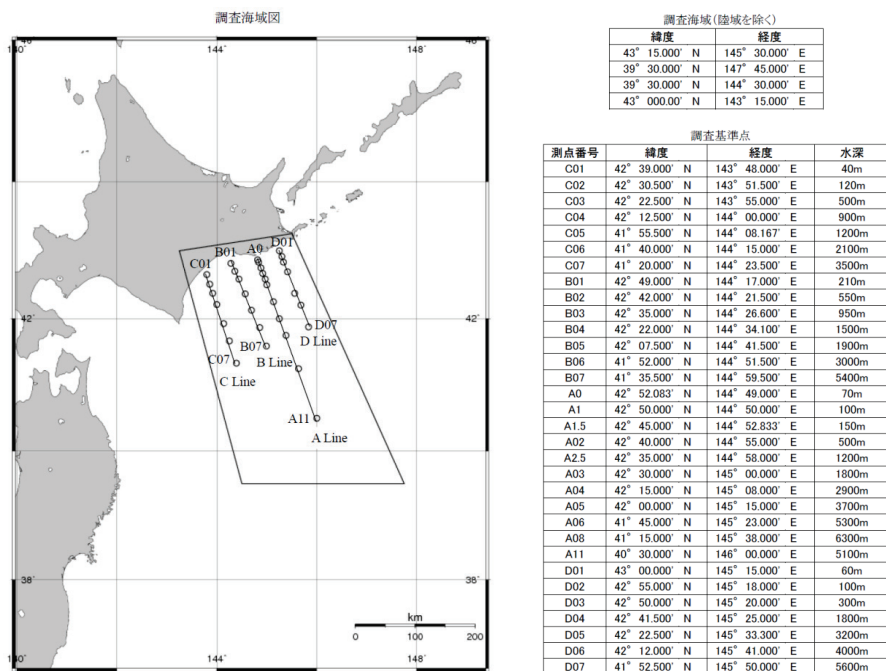 調査海域図
140˚
144˚
148˚
46˚
42˚
42˚
38˚
38˚
140˚
144˚
148˚
C01
B01
A0
D01
D07
D Line
B07
B Line
C07
C Line
A11
A Line
km
0 100 200
調査海域(陸域を除く)
緯度 経度
43° 15.000' N 145° 30.000' E
39° 30.000' N 147° 45.000' E
39° 30.000' N 144° 30.000' E
43° 000.00' N 143° 15.000' E
調査基準点
測点番号 緯度 経度 水深
C01 42° 39.000' N 143° 48.000' E 40m
C02 42° 30.500' N 143° 51.500' E 120m
C03 42° 22.500' N 143° 55.000' E 500m
C04 42° 12.500' N 144° 00.000' E 900m
C05 41° 55.500' N 144° 08.167' E 1200m
C06 41° 40.000' N 144° 15.000' E 2100m
C07 41° 20.000' N 144° 23.500' E 3500m
B01 42° 49.000' N 144° 17.000' E 210m
B02 42° 42.000' N 144° 21.500' E 550m
B03 42° 35.000' N 144° 26.600' E 950m
B04 42° 22.000' N 144° 34.100' E 1500m
B05 42° 07.500' N 144° 41.500' E 1900m
B06 41° 52.000' N 144° 51.500' E 3000m
B07 41° 35.500' N 144° 59.500' E 5400m
A0 42° 52.083' N 144° 49.000' E 70m
A1 42° 50.000' N 144° 50.000' E 100m
A1.5 42° 45.000' N 144° 52.833' E 150m
A02 42° 40.000' N 144° 55.000' E 500m
A2.5 42° 35.000' N 144° 58.000' E 1200m
A03 42° 30.000' N 145° 00.000' E 1800m
A04 42° 15.000' N 145° 08.000' E 2900m
A05 42° 00.000' N 145° 15.000' E 3700m
A06 41° 45.000' N 145° 23.000' E 5300m
A08 41° 15.000' N 145° 38.000' E 6300m
A11 40° 30.000' N 146° 00.000' E 5100m
D01 43° 00.000' N 145° 15.000' E 60m
D02 42° 55.000' N 145° 18.000' E 100m
D03 42° 50.000' N 145° 20.000' E 300m
D04 42° 41.500' N 145° 25.000' E 1800m
D05 42° 22.500' N 145° 33.300' E 3200m
D06 42° 12.000' N 145° 41.000' E 4000m
D07 41° 52.500' N 145° 50.000' E 5600m